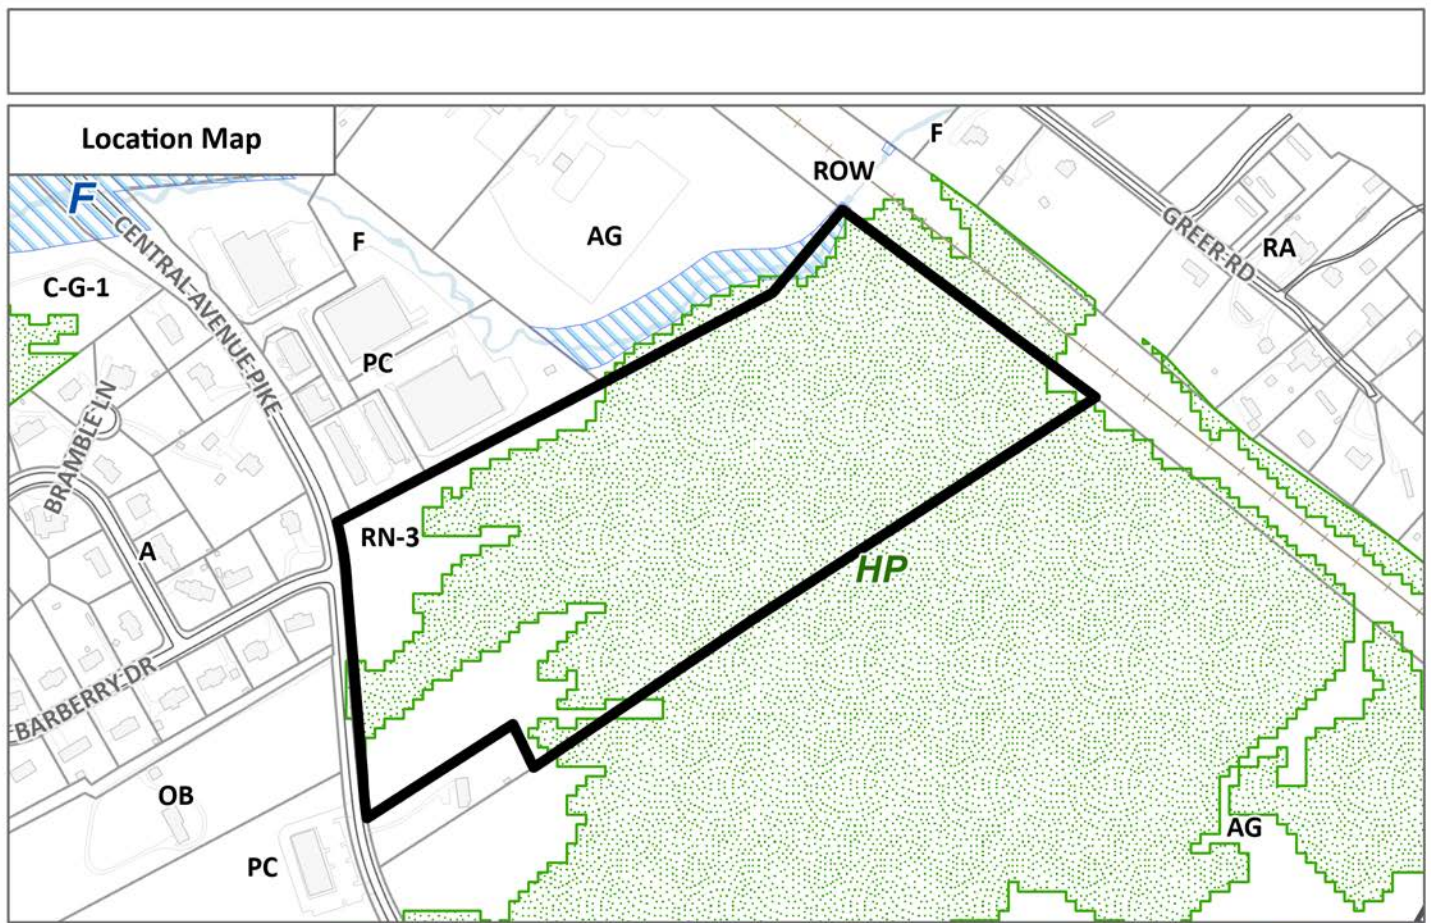 Location Map
F
ROW
F
CENTRAL AVENUE PIKE
F
AG
GREER RD
RA
C-G-1
PC
BRAMBLE LN
RN-3
A
HP
BARBERRY DR
OB
AG
PC